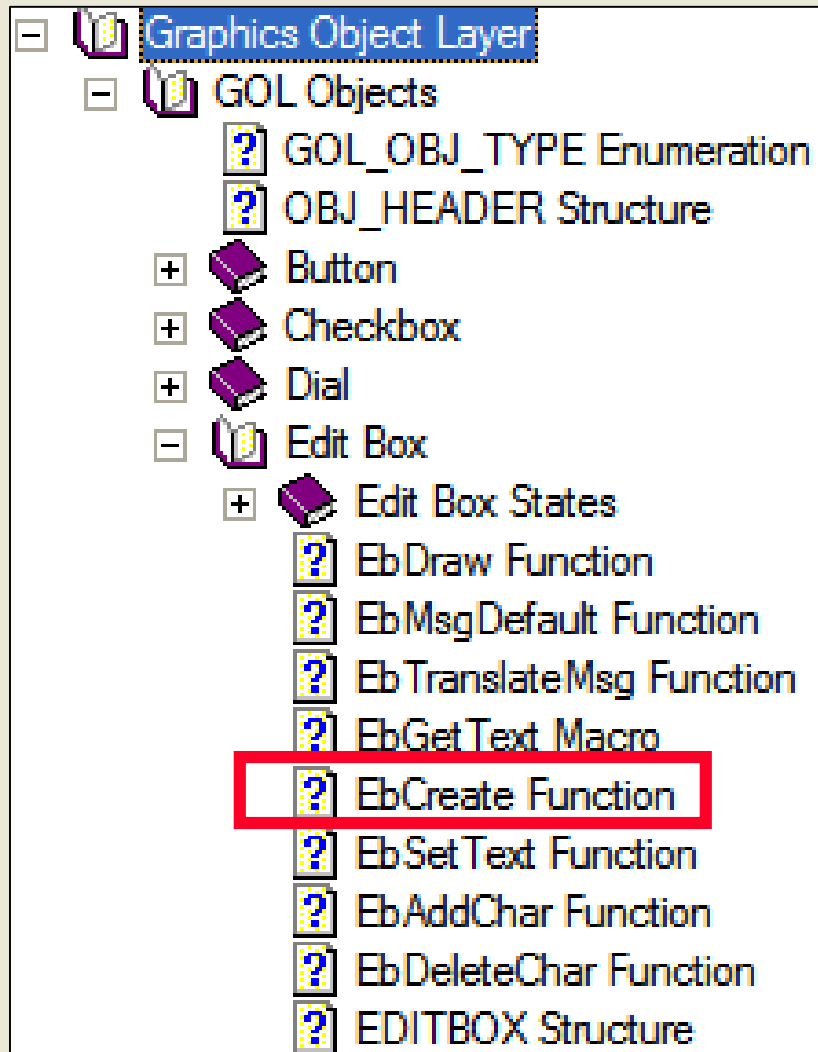 Graphics Object Layer
GOL Objects
GOL_OBJ_TYPE Enumeration
OBJ_HEADER Structure
Button
Checkbox
Dial
Edit Box
Edit Box States
EbDraw Function
EbMsgDefault Function
EbTranslateMsg Function
EbGetText Macro
EbCreate Function
EbSetText Function
EbAddChar Function
EbDeleteChar Function
EDITBOX Structure